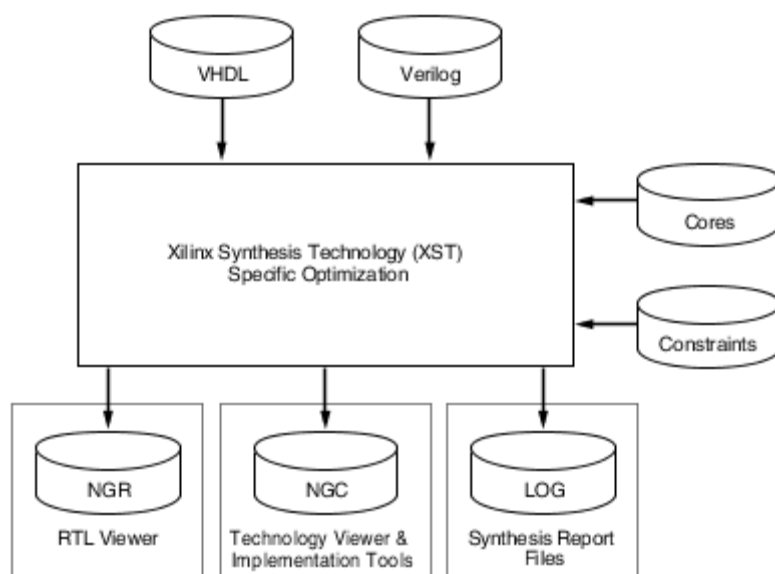 VHDL
Verilog
Xilinx Synthesis Technology (XST)
Specific Optimization
Cores
Constraints
NGR
RTL Viewer
NGC
Technology Viewer &
Implementation Tools
LOG
Synthesis Report
Files